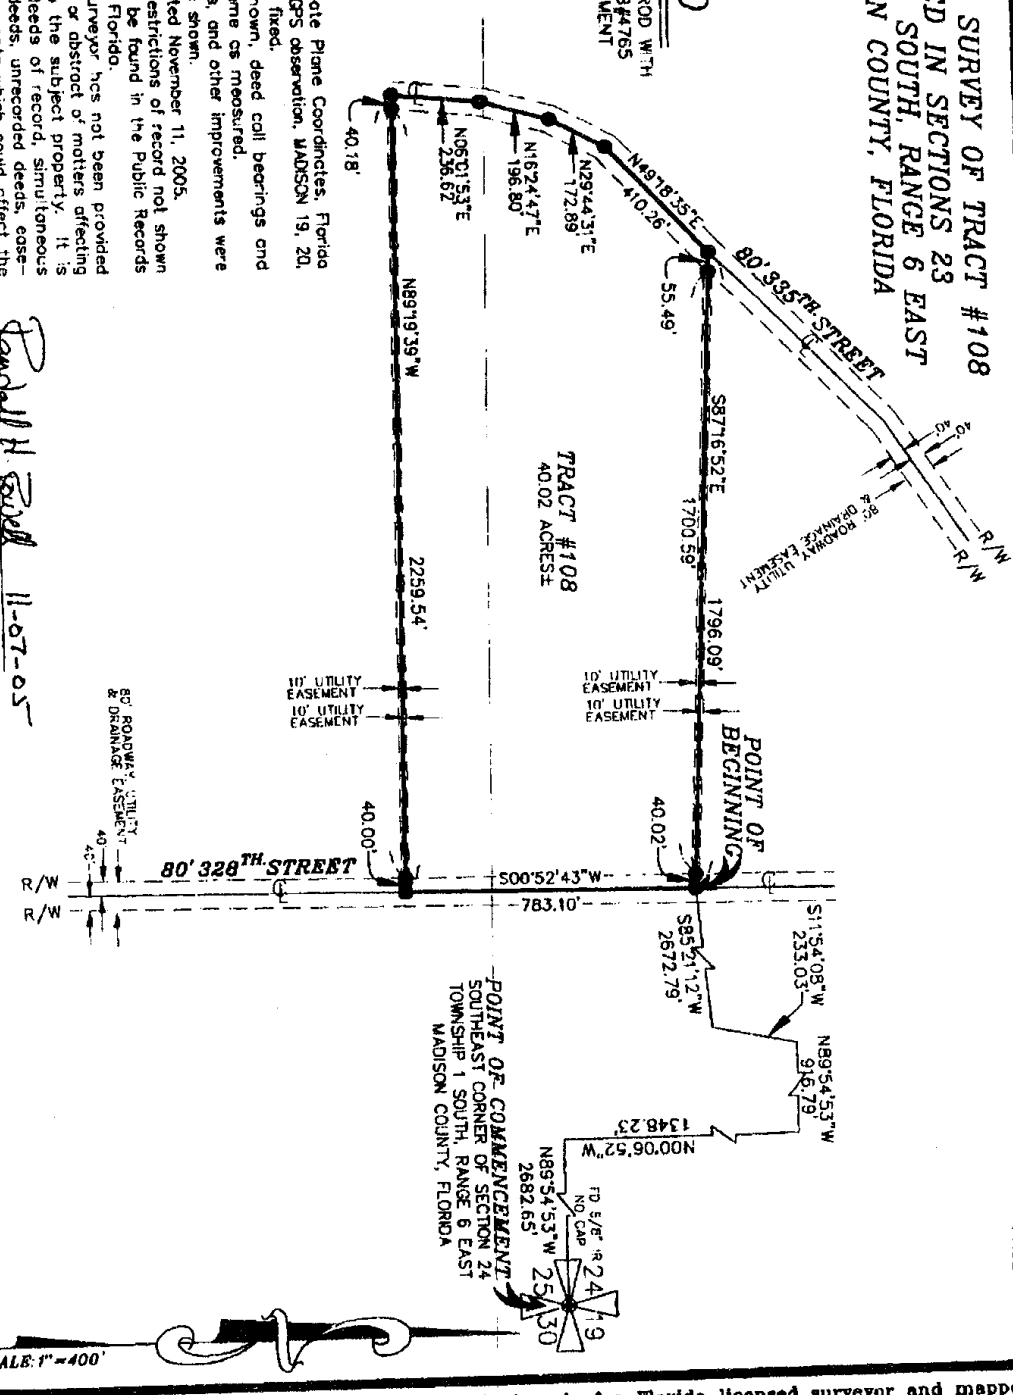 SURVEY OF TRACT #108
ED IN SECTIONS 23
SOUTH, RANGE 6 EAST
N COUNTY, FLORIDA
ROD WITH
#4765
MENT
ate Plane Coordinates, Florida
GPS observation, MADISON 19, 20,
fixed.
hown, deed call bearings and
me as measured.
s, and other improvements were
shown.
ted November 11, 2005.
estrictions of record not shown
be found in the Public Records
Florida.
urveyor has not been provided
or abstract of matters affecting
the subject property. It is
deeds of record, simultaneous
deeds, unrecorded deeds, ease-
which could affect the
Randall H. 11-07-05
40.18'
N06°01'53"E
236.62'
N16°24'47"E
196.80'
N29°44'31"E
172.89'
N49°18'35"E
410.26'
55.49'
80' 335TH. STREET
40'
40'
R/W
R/W
80' ROADWAY UTILITY
& DRAINAGE EASEMENT
S87°16'52"E
1700.59'
1796.09'
TRACT #108
40.02 ACRES±
N89°19'39"W
2259.54'
10' UTILITY
EASEMENT
10' UTILITY
EASEMENT
10' UTILITY
EASEMENT
10' UTILITY
EASEMENT
POINT OF
BEGINNING
40.02'
40.00'
80' 328TH. STREET
S00°52'43"W
783.10'
80' ROADWAY, UTILITY
& DRAINAGE EASEMENT
40'
40'
R/W
R/W
S85°21'12"W
2672.79'
S11°54'08"W
233.03'
N89°54'53"W
916.79'
N00°06'52"W
1348.23'
N89°54'53"W
2682.65'
FD 5/8" IR
NO CAP
24
19
25
30
POINT OF COMMENCEMENT
SOUTHEAST CORNER OF SECTION 24
TOWNSHIP 1 SOUTH, RANGE 6 EAST
MADISON COUNTY, FLORIDA
ALE: 1"=400'
Florida licensed surveyor and mappe